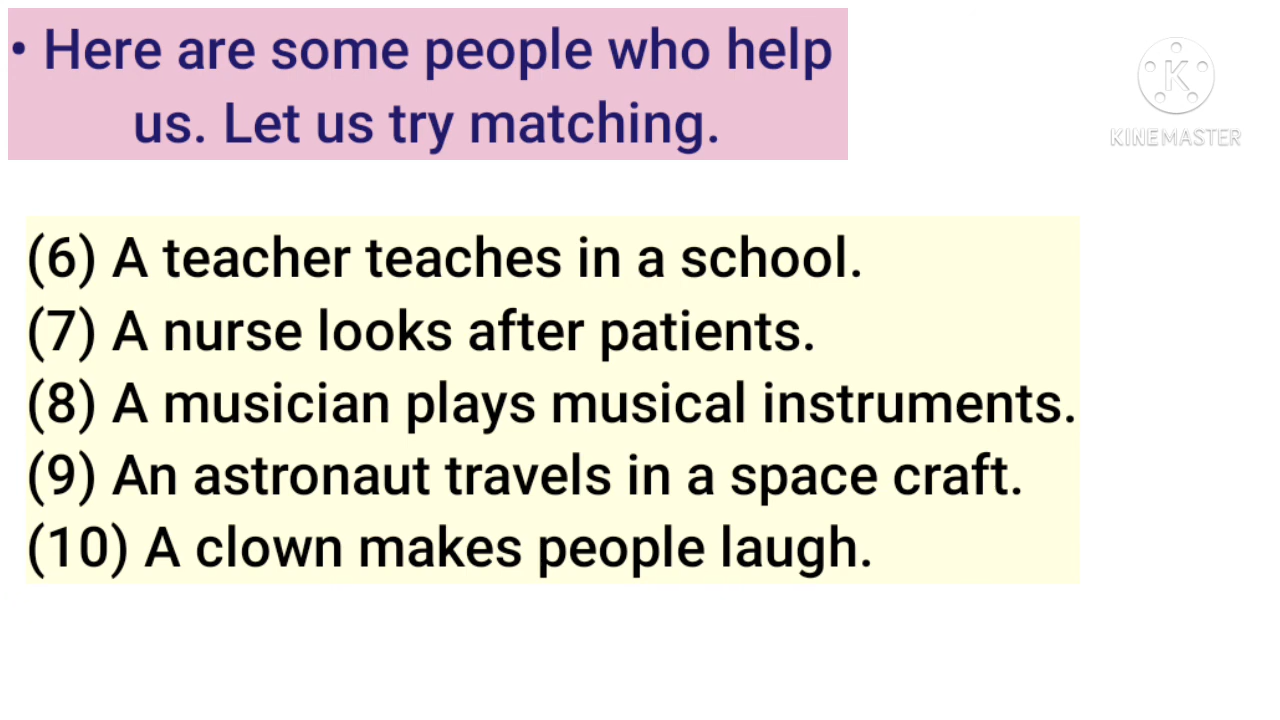 • Here are some people who help
us. Let us try matching.
KINEMASTER
(6) A teacher teaches in a school.
(7) A nurse looks after patients.
(8) A musician plays musical instruments.
(9) An astronaut travels in a space craft.
(10) A clown makes people laugh.